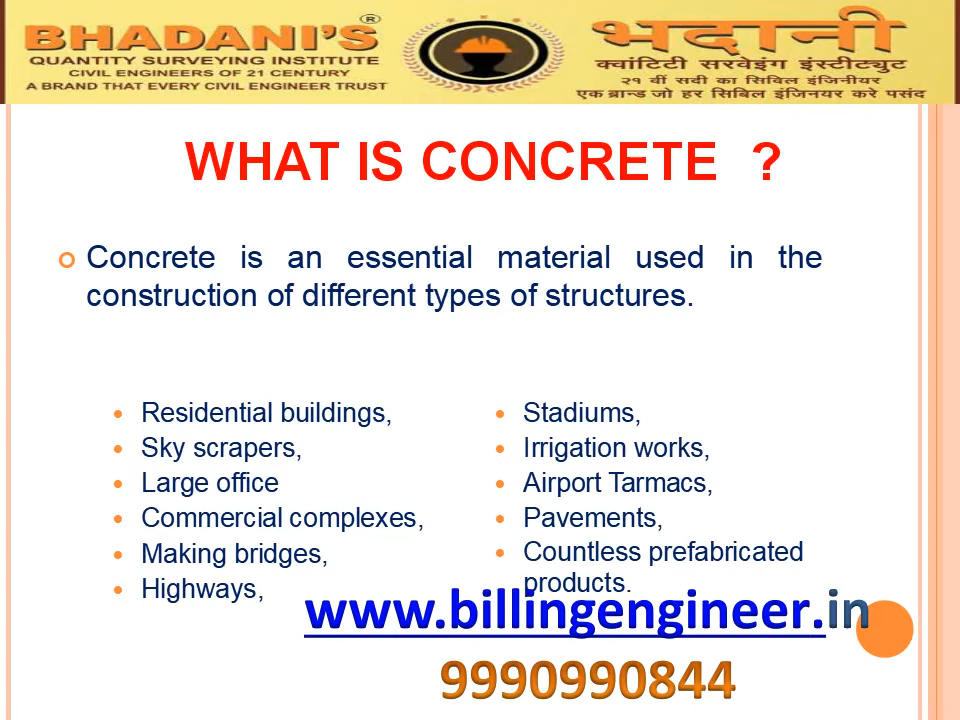 BHADANI'S®
QUANTITY SURVEYING INSTITUTE
CIVIL ENGINEERS OF 21 CENTURY
A BRAND THAT EVERY CIVIL ENGINEER TRUST
भदानी
क्वांटिटी सरवेइंग इंस्टीट्युट
२१ वीं सदी का सिविल इंजिनीयर
एक ब्रान्ड जो हर सिबिल इंजिनयर करे पसंद
WHAT IS CONCRETE ?
Concrete is an essential material used in the
construction of different types of structures.
Residential buildings,
Sky scrapers,
Large office
Commercial complexes,
Making bridges,
Highways,
Stadiums,
Irrigation works,
Airport Tarmacs,
Pavements,
Countless prefabricated
products.
www.billingengineer.in
9990990844